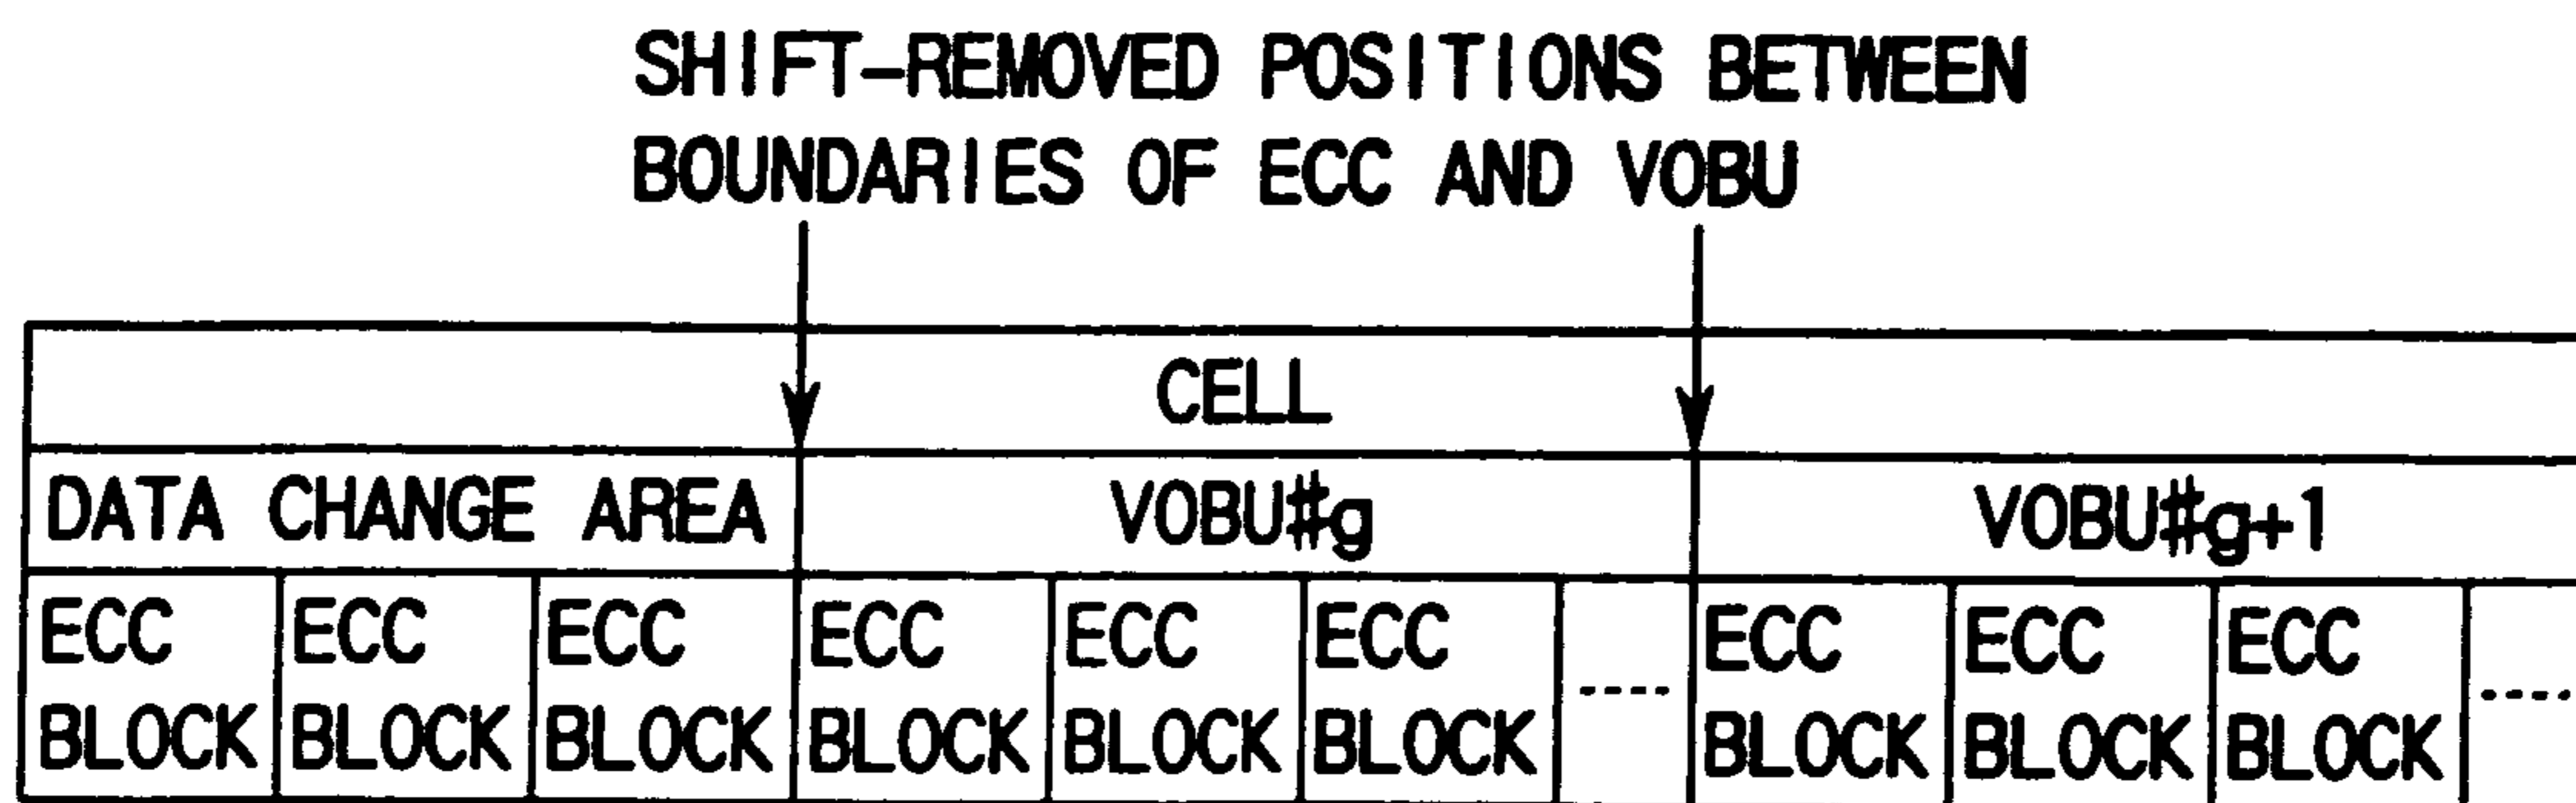 SHIFT-REMOVED POSITIONS BETWEEN
BOUNDARIES OF ECC AND VOBU
CELL
DATA CHANGE AREA VOBU#g VOBU#g+1
ECC ECC ECC ECC ECC ECC ECC ECC ECC
BLOCK BLOCK BLOCK BLOCK BLOCK BLOCK ---- BLOCK BLOCK BLOCK ----